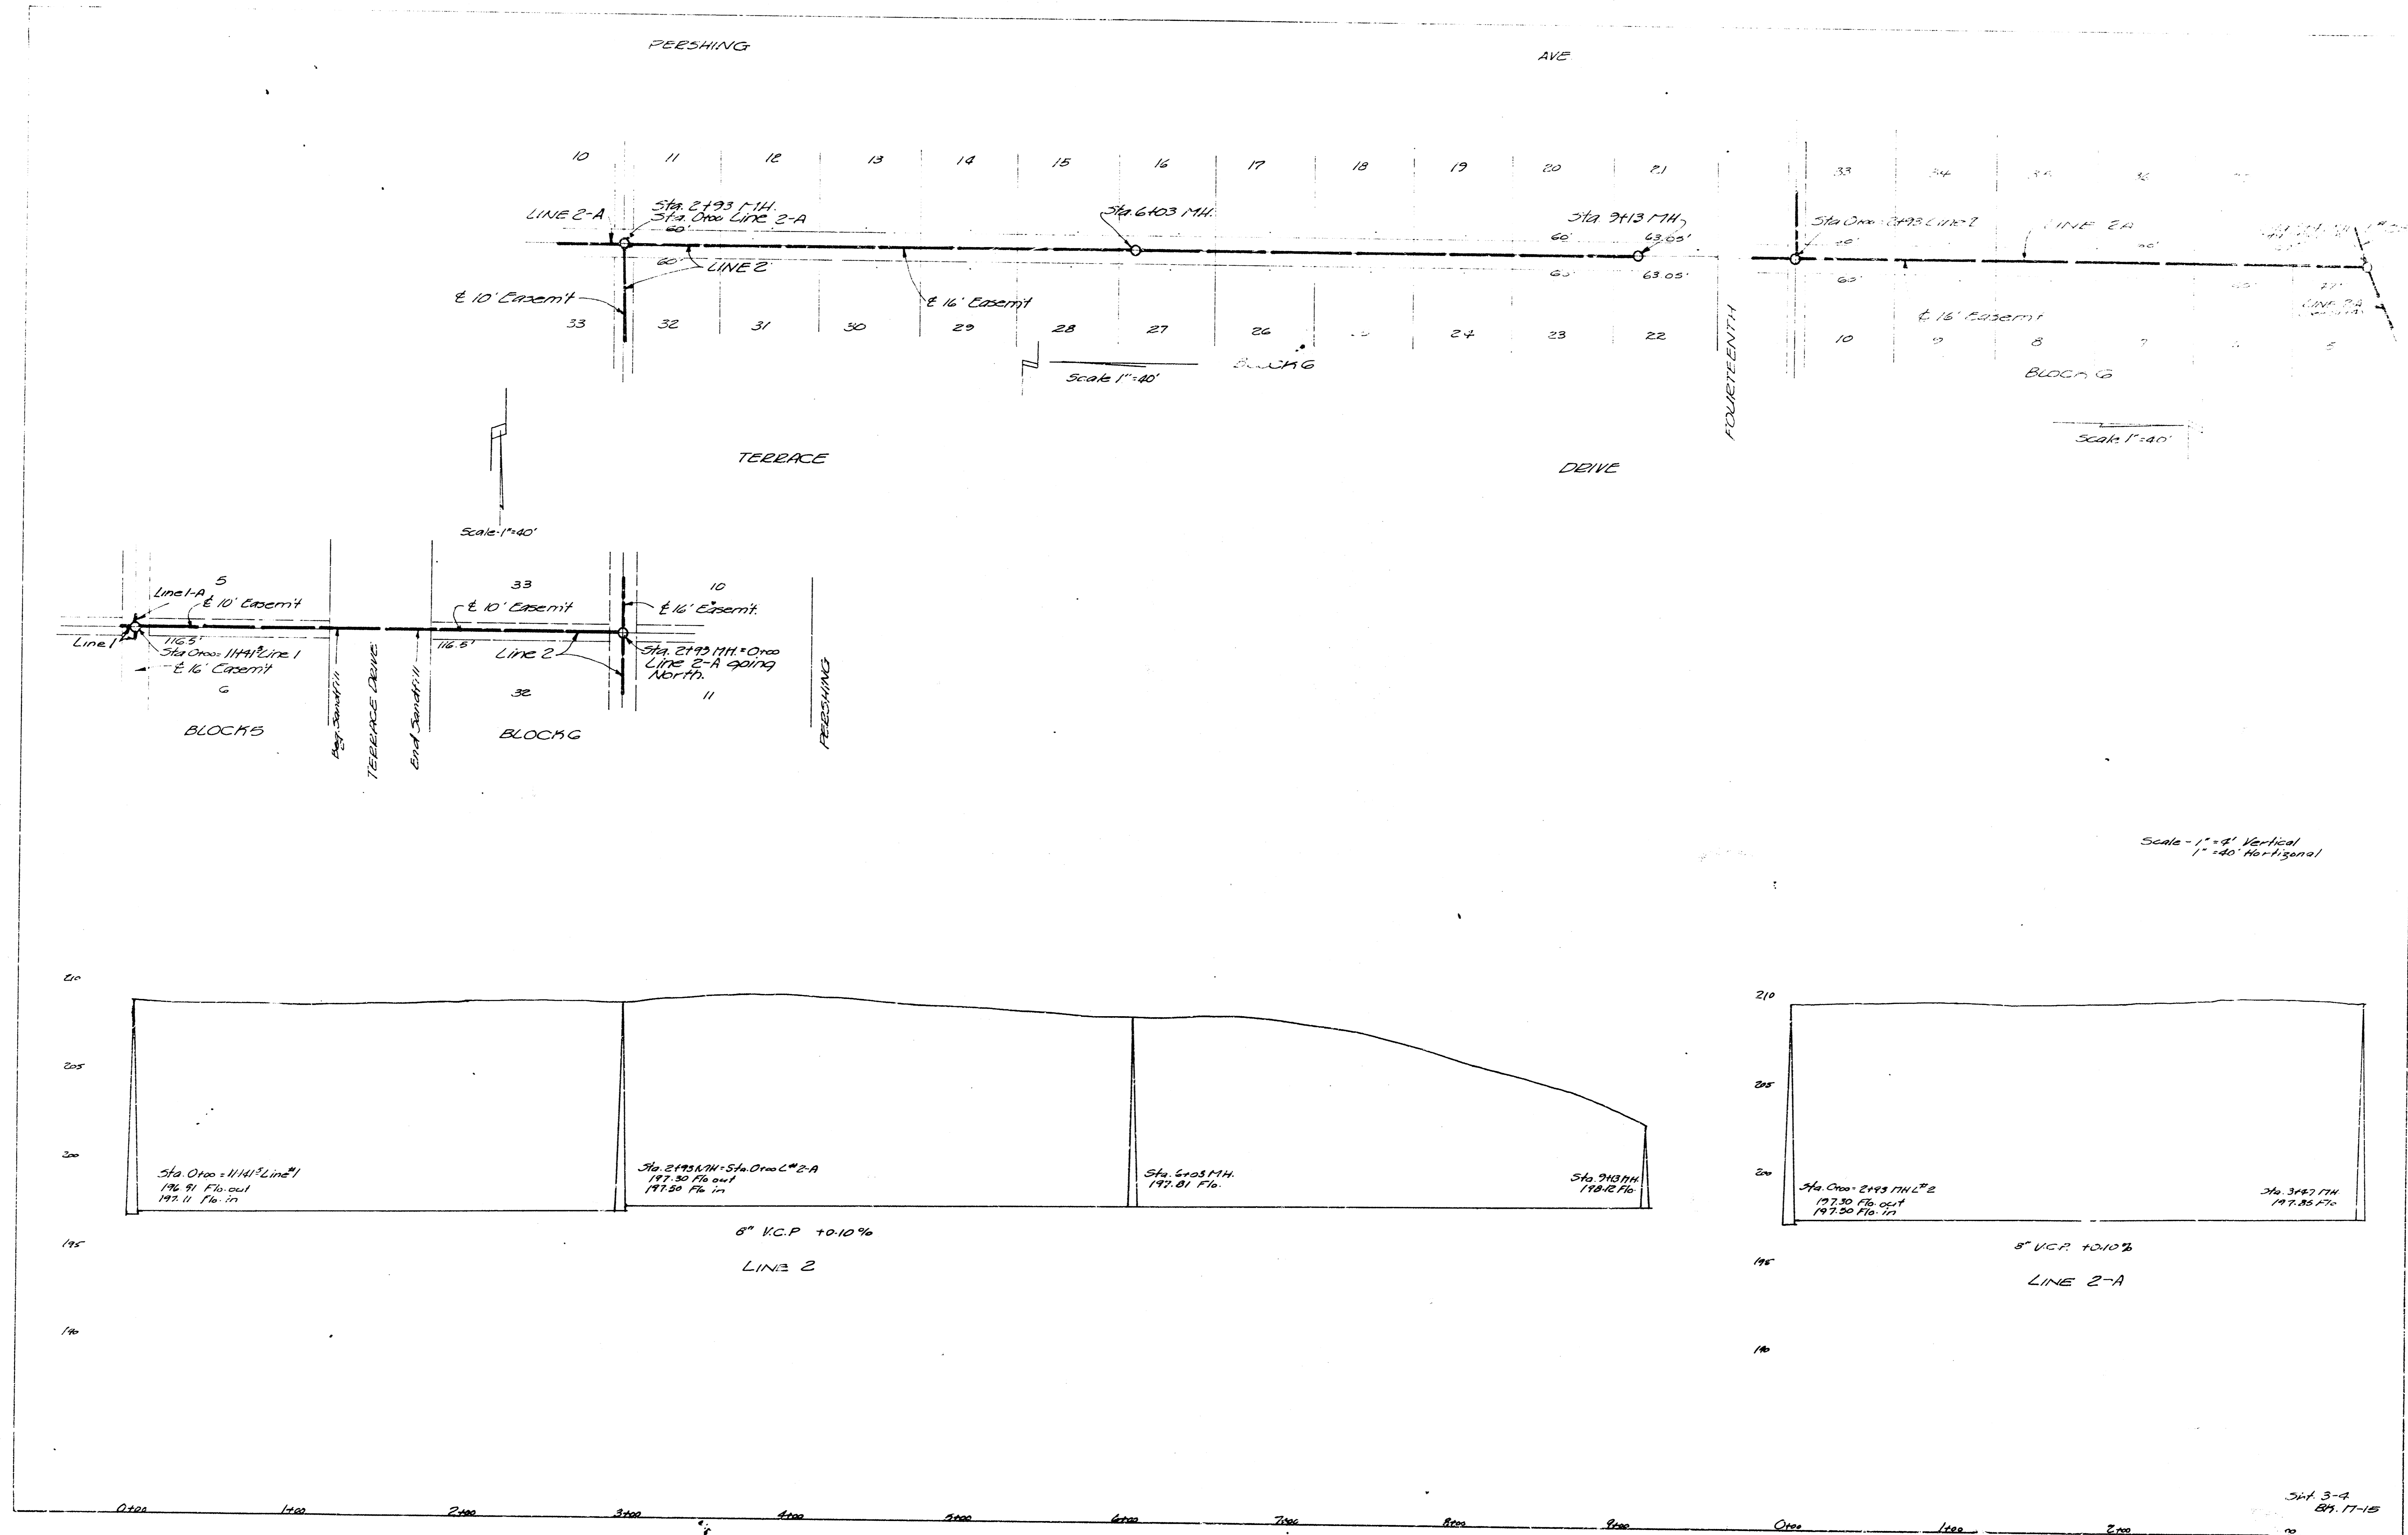 PERSHING
AVE.
10 11 12 13 14 15 16 17 18 19 20 21
33 34
LINE 2-A
Sta. 2+93 MH.
Sta. 0+00 Line 2-A
60'
Sta. 6+03 MH.
Sta. 9+13 MH
60' 63.05'
Sta 0+00=2+93 Line 2
LINE 2A
60'
60'
LINE 2
63.05'
60'
℄ 10' Easem't
℄ 16' Easem't
℄ 16' Easem't
33 32 31 30 29 28 27 26 24 23 22
10 9 8 7
BLOCK 6
Scale 1"=40'
FOURTEENTH
BLOCK 6
Scale 1"=40'
TERRACE
DRIVE
Scale-1"=40'
5
33
10
Line 1-A
℄ 10' Easem't
℄ 10' Easem't
℄ 16' Easem't.
Line 1
116.5'
Sta 0+00=11+41⁵ Line 1
℄ 16' Easem't
116.5'
Line 2
Sta. 2+93 MH.=0+00
Line 2-A going
North.
6
32
11
BLOCK 5
Beg. Sandfill
TERRACE DRIVE
End Sandfill
BLOCK 6
PERSHING
Scale - 1"=4' Vertical
1"=40' Hortizonal
210
205
200
195
190
Sta. 0+00=11+41⁵ Line #1
196.91 Flo. out
197.11 Flo. in
Sta. 2+93 MH=Sta. 0+00 L#2-A
197.30 Flo out
197.50 Flo in
Sta. 6+03 MH.
197.81 Flo.
Sta. 9+13 MH.
198.12 Flo.
8" V.C.P +0.10%
LINE 2
210
205
200
195
190
Sta. 0+00=2+93 MH L#2
197.30 Flo. out
197.50 Flo. in
Sta. 3+47 MH
197.85 Flo
8" V.C.P. +0.10%
LINE 2-A
Sht. 3-4
Bk. 17-15
0+00 1+00 2+00 3+00 4+00 5+00 6+00 7+00 8+00 9+00 0+00 1+00 2+00